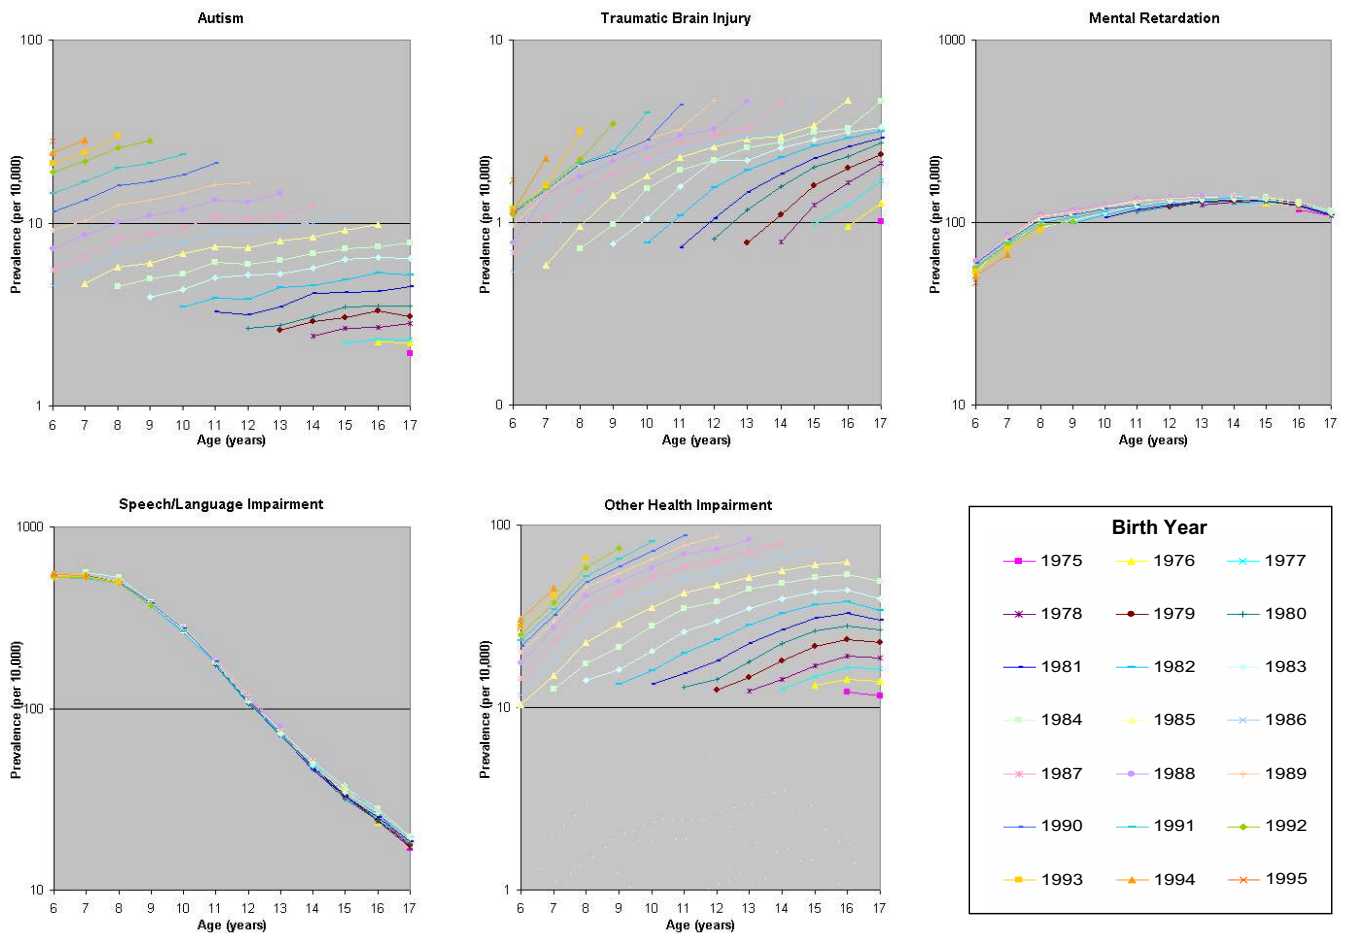 Autism
Prevalence (per 10,000)
100
10
1
6 7 8 9 10 11 12 13 14 15 16 17
Age (years)
Traumatic Brain Injury
Prevalence (per 10,000)
10
1
0
6 7 8 9 10 11 12 13 14 15 16 17
Age (years)
Mental Retardation
Prevalence (per 10,000)
1000
100
10
6 7 8 9 10 11 12 13 14 15 16 17
Age (years)
Speech/Language Impairment
Prevalence (per 10,000)
1000
100
10
6 7 8 9 10 11 12 13 14 15 16 17
Age (years)
Other Health Impairment
Prevalence (per 10,000)
100
10
1
6 7 8 9 10 11 12 13 14 15 16 17
Age (years)
Birth Year
1975 1976 1977
1978 1979 1980
1981 1982 1983
1984 1985 1986
1987 1988 1989
1990 1991 1992
1993 1994 1995